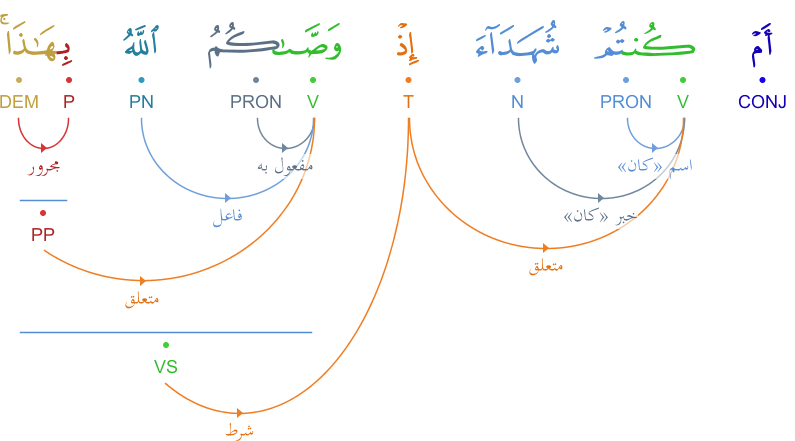 أَمْ كُنتُمْ شُهَدَآءَ إِذْ وَصَّىٰكُمُ ٱللَّهُ بِهَـٰذَا ۚ
CONJ V PRON N T V PRON PN P DEM
اسم «كان» مفعول به مجرور
خبر «كان» فاعل
PP
متعلق
متعلق
VS
شرط